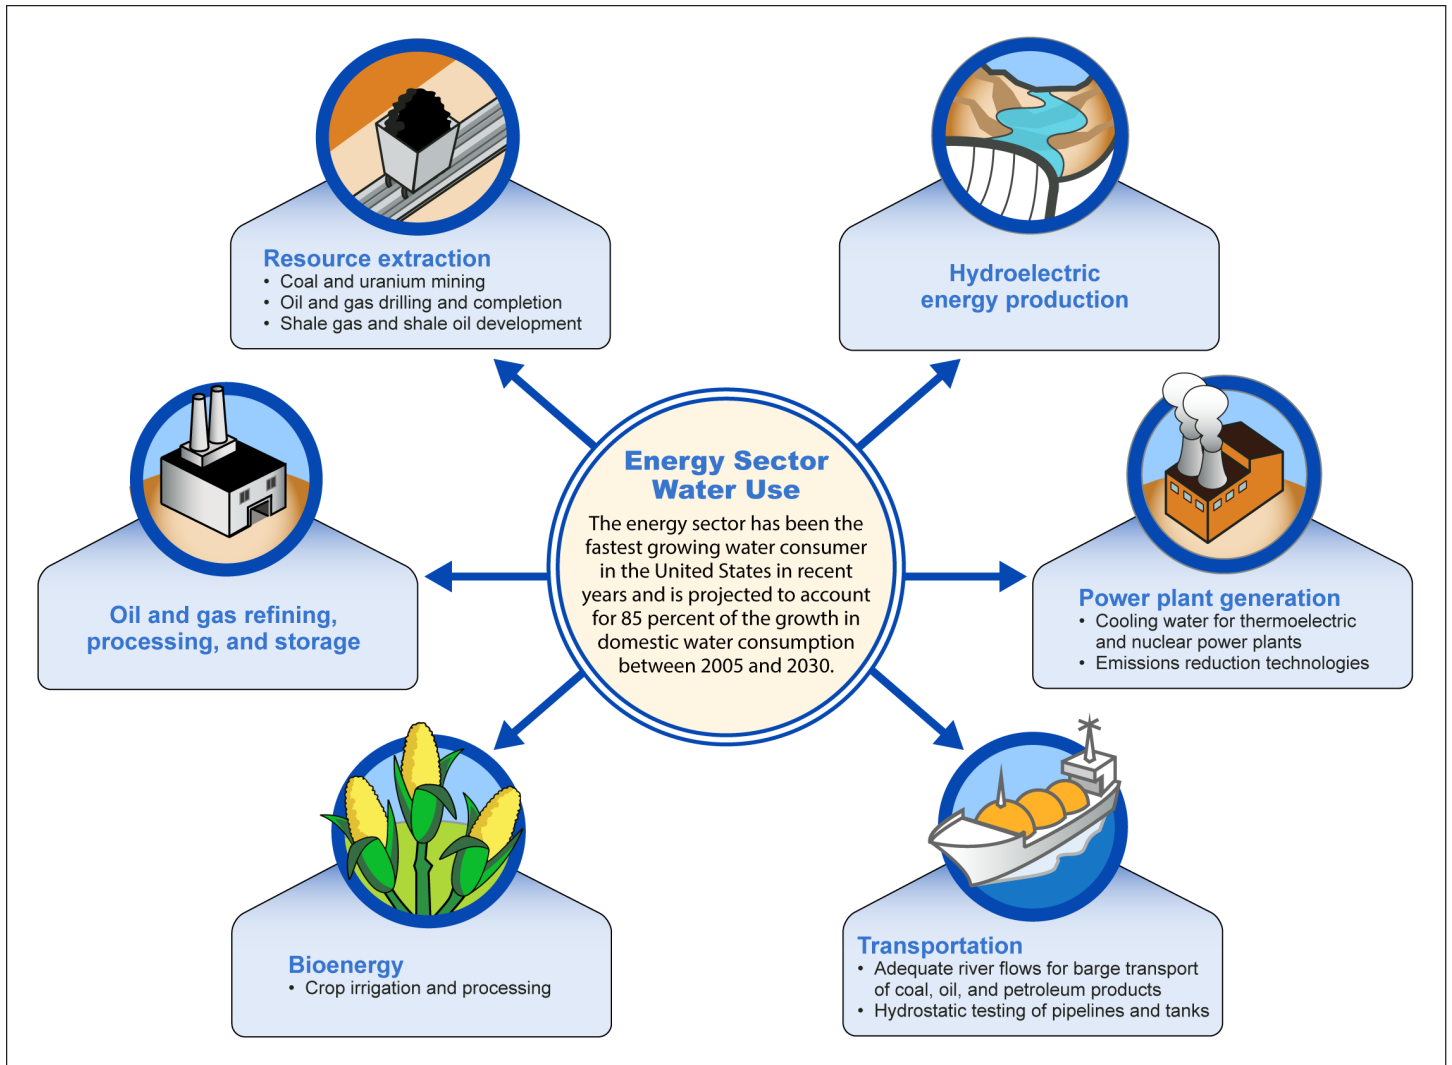 Resource extraction
• Coal and uranium mining
• Oil and gas drilling and completion
• Shale gas and shale oil development
Hydroelectric
energy production
Oil and gas refining,
processing, and storage
Energy Sector
Water Use
The energy sector has been the
fastest growing water consumer
in the United States in recent
years and is projected to account
for 85 percent of the growth in
domestic water consumption
between 2005 and 2030.
Power plant generation
• Cooling water for thermoelectric
and nuclear power plants
• Emissions reduction technologies
Bioenergy
• Crop irrigation and processing
Transportation
• Adequate river flows for barge transport
of coal, oil, and petroleum products
• Hydrostatic testing of pipelines and tanks